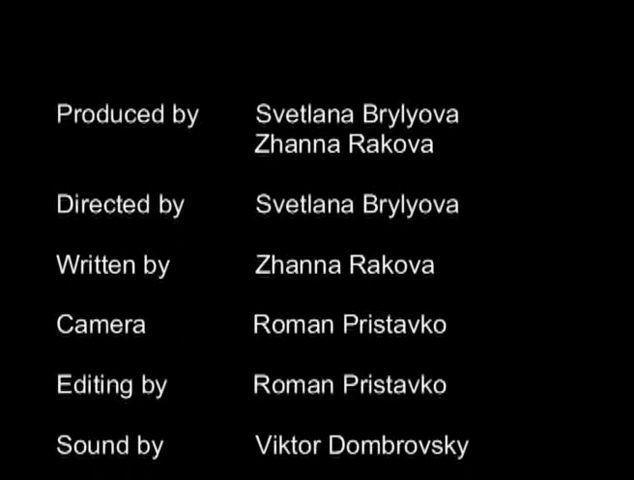 Produced by Svetlana Brylyova
Zhanna Rakova
Directed by Svetlana Brylyova
Written by Zhanna Rakova
Camera Roman Pristavko
Editing by Roman Pristavko
Sound by Viktor Dombrovsky